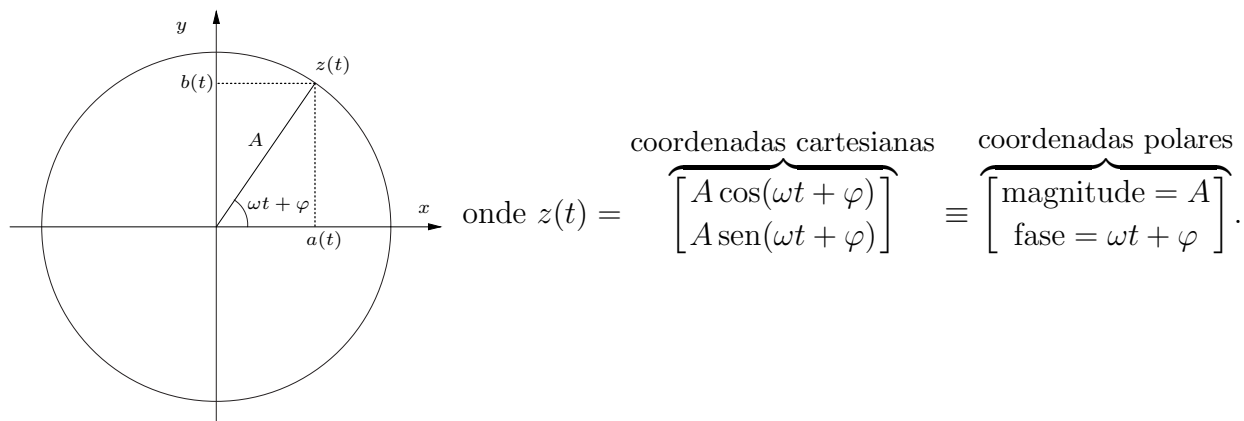 y
z(t)
b(t)
A
ωt + φ
x
a(t)
coordenadas cartesianas
coordenadas polares
onde z(t) = [A cos(ωt + φ)
A sen(ωt + φ)] ≡ [magnitude = A
fase = ωt + φ].